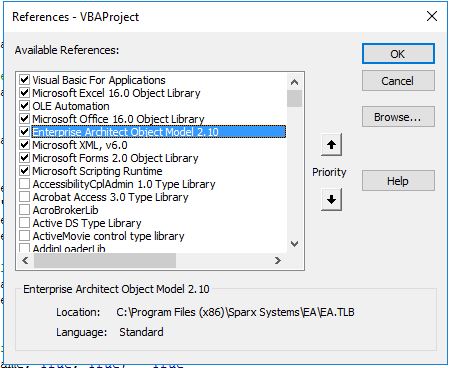 References - VBAProject
Available References:
Visual Basic For Applications
Microsoft Excel 16.0 Object Library
OLE Automation
Microsoft Office 16.0 Object Library
Enterprise Architect Object Model 2.10
Microsoft XML, v6.0
Microsoft Forms 2.0 Object Library
Microsoft Scripting Runtime
AccessibilityCplAdmin 1.0 Type Library
Acrobat Access 3.0 Type Library
AcroBrokerLib
Active DS Type Library
ActiveMovie control type library
AddinLoaderLib
OK
Cancel
Browse...
Priority
Help
Enterprise Architect Object Model 2.10
Location: C:\Program Files (x86)\Sparx Systems\EA\EA.TLB
Language: Standard